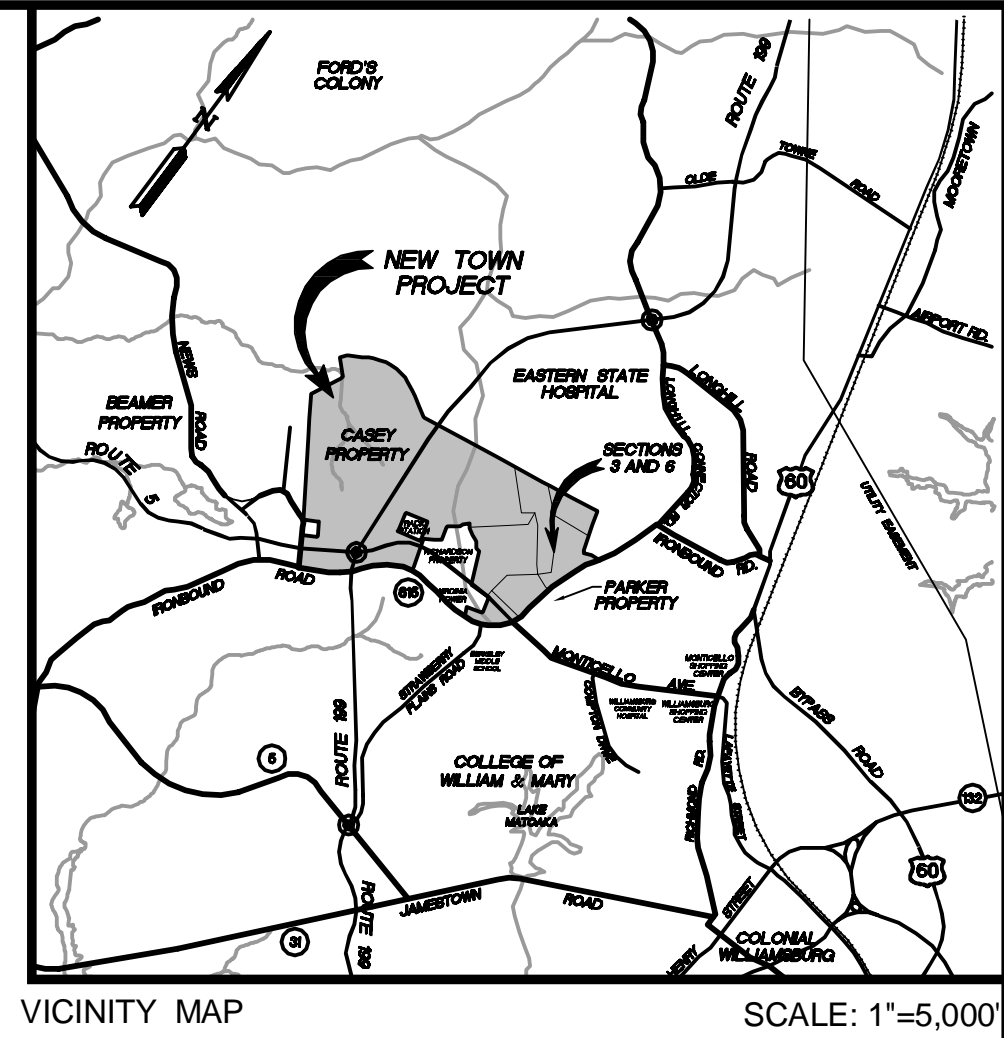 FORD'S
COLONY
N
ROUTE 199
OLDE
TOWNE
ROAD
MOORETOWN
NEW TOWN
PROJECT
AIRPORT RD.
NEWS
ROAD
EASTERN STATE
HOSPITAL
LONGHILL
ROAD
LONGHILL
CONNECTOR RD.
BEAMER
PROPERTY
CASEY
PROPERTY
SECTIONS
3 AND 6
ROUTE 5
60
UTILITY EASEMENT
STATION
RICHARDSON
PROPERTY
IRONBOUND
RD.
IRONBOUND
ROAD
615
VIRGINIA
POWER
PARKER
PROPERTY
STRAWBERRY
PLAINS ROAD
BERKELEY
MIDDLE
SCHOOL
MONTICELLO
AVE
MONTICELLO
SHOPPING
CENTER
COMPTON DRIVE
WILLIAMSBURG
COMMUNITY
HOSPITAL
WILLIAMSBURG
SHOPPING
CENTER
BYPASS
ROAD
ROUTE 199
5
COLLEGE OF
WILLIAM & MARY
LAKE
MATOAKA
RICHMOND
RD.
LAFAYETTE STREET
132
60
ROUTE 199
JAMESTOWN
ROAD
31
HENRY
STREET
COLONIAL
WILLIAMSBURG
VICINITY MAP
SCALE: 1"=5,000'